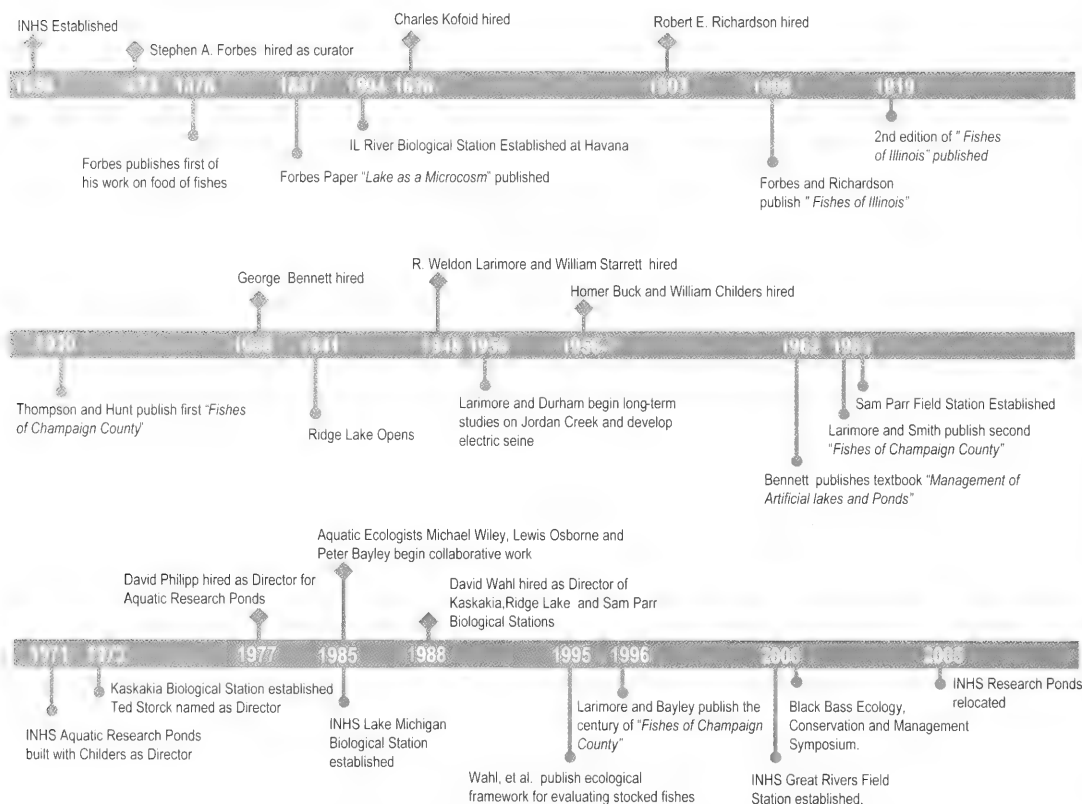 INHS Established
Stephen A. Forbes hired as curator
Charles Kofoid hired
Robert E. Richardson hired
1887
1903
1908
1919
Forbes publishes first of
his work on food of fishes
Forbes Paper “Lake as a Microcosm” published
IL River Biological Station Established at Havana
Forbes and Richardson
publish ” Fishes of Illinois”
2nd edition of ” Fishes
of Illinois” published
George Bennett hired
R. Weldon Larimore and William Starrett hired
Homer Buck and William Childers hired
1930
1941
1948
1950
Thompson and Hunt publish first “Fishes
of Champaign County”
Ridge Lake Opens
Larimore and Durham begin long-term
studies on Jordan Creek and develop
electric seine
Bennett publishes textbook “Management of
Artificial lakes and Ponds”
Larimore and Smith publish second
“Fishes of Champaign County”
Sam Parr Field Station Established
David Philipp hired as Director for
Aquatic Research Ponds
Aquatic Ecologists Michael Wiley, Lewis Osborne and
Peter Bayley begin collaborative work
David Wahl hired as Director of
Kaskakia,Ridge Lake and Sam Parr
Biological Stations
1971
1977
1985
1988
1995
1996
2000
INHS Aquatic Research Ponds
built with Childers as Director
Kaskakia Biological Station established
Ted Storck named as Director
INHS Lake Michigan
Biological Station
established
Wahl, et al. publish ecological
framework for evaluating stocked fishes
Larimore and Bayley publish the
century of “Fishes of Champaign
County”
INHS Great Rivers Field
Station established.
Black Bass Ecology,
Conservation and Management
Symposium.
INHS Research Ponds
relocated